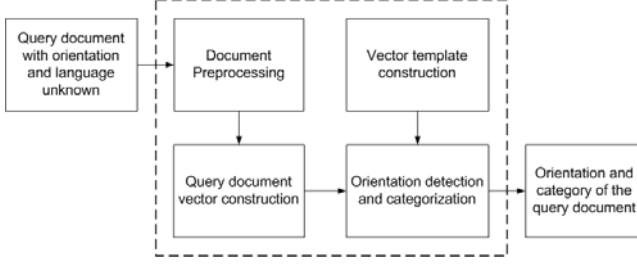 Query document
with orientation
and language
unknown
Document
Preprocessing
Vector template
construction
Query document
vector construction
Orientation detection
and categorization
Orientation and
category of the
query document